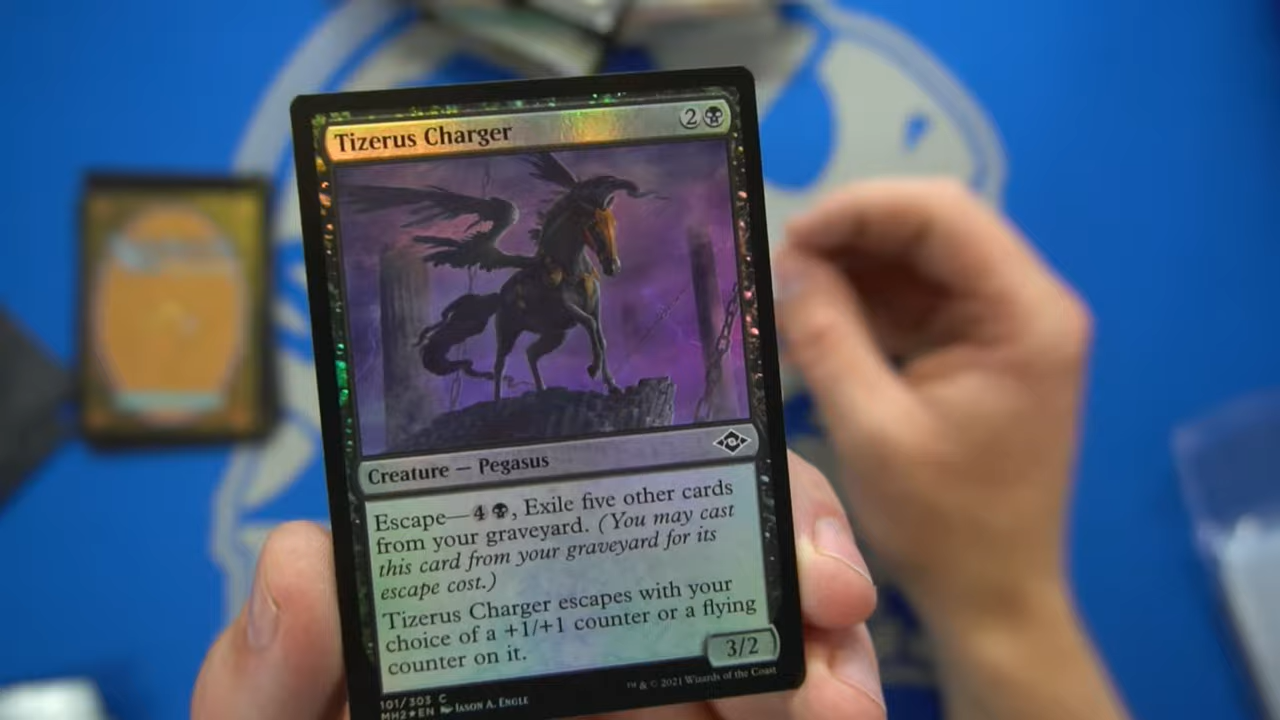 Tizerus Charger 2
Creature — Pegasus
Escape—4, Exile five other cards
from your graveyard. (You may cast
this card from your graveyard for its
escape cost.)
Tizerus Charger escapes with your
choice of a +1/+1 counter or a flying
counter on it.
3/2
101/303 C
MH2★EN Jason A. Engle
™ & © 2021 Wizards of the Coast